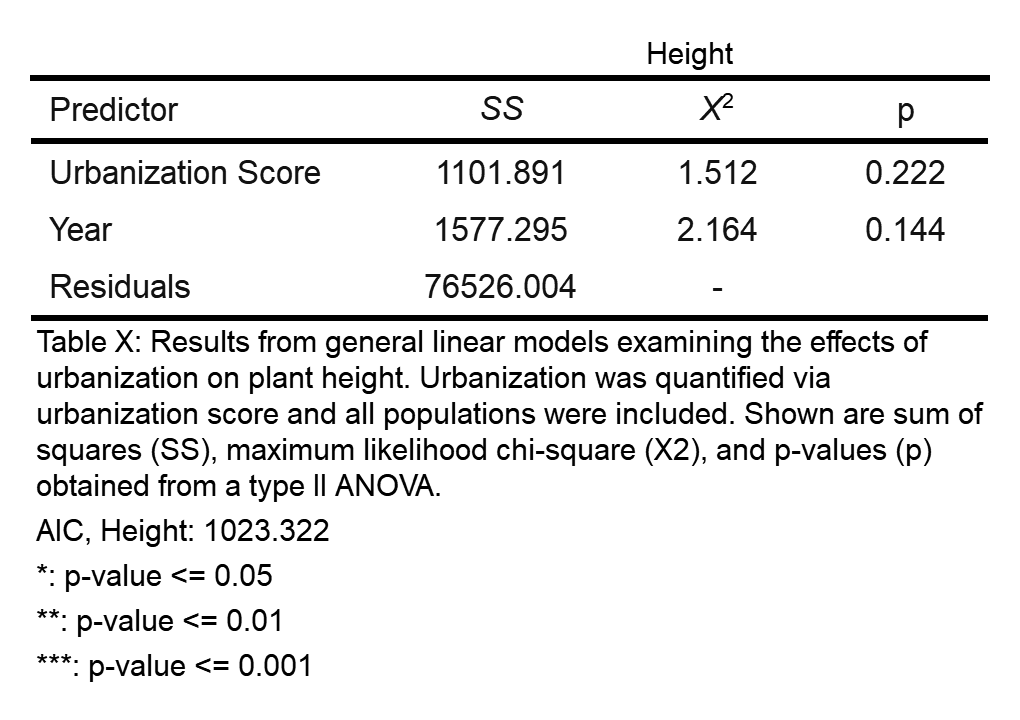 Height
Predictor SS X² p
Urbanization Score 1101.891 1.512 0.222
Year 1577.295 2.164 0.144
Residuals 76526.004 -
Table X: Results from general linear models examining the effects of
urbanization on plant height. Urbanization was quantified via
urbanization score and all populations were included. Shown are sum of
squares (SS), maximum likelihood chi-square (X2), and p-values (p)
obtained from a type II ANOVA.
AIC, Height: 1023.322
*: p-value <= 0.05
**: p-value <= 0.01
***: p-value <= 0.001